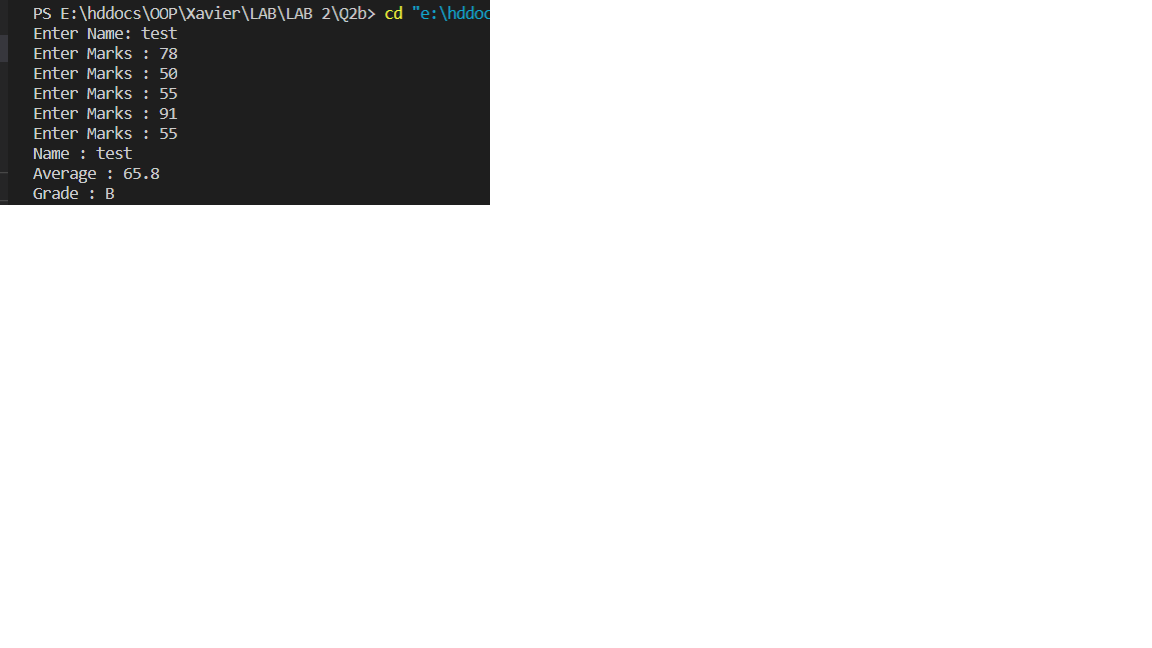 PS E:\hddocs\OOP\Xavier\LAB\LAB 2\Q2b> cd "e:\hddoc
Enter Name: test
Enter Marks : 78
Enter Marks : 50
Enter Marks : 55
Enter Marks : 91
Enter Marks : 55
Name : test
Average : 65.8
Grade : B